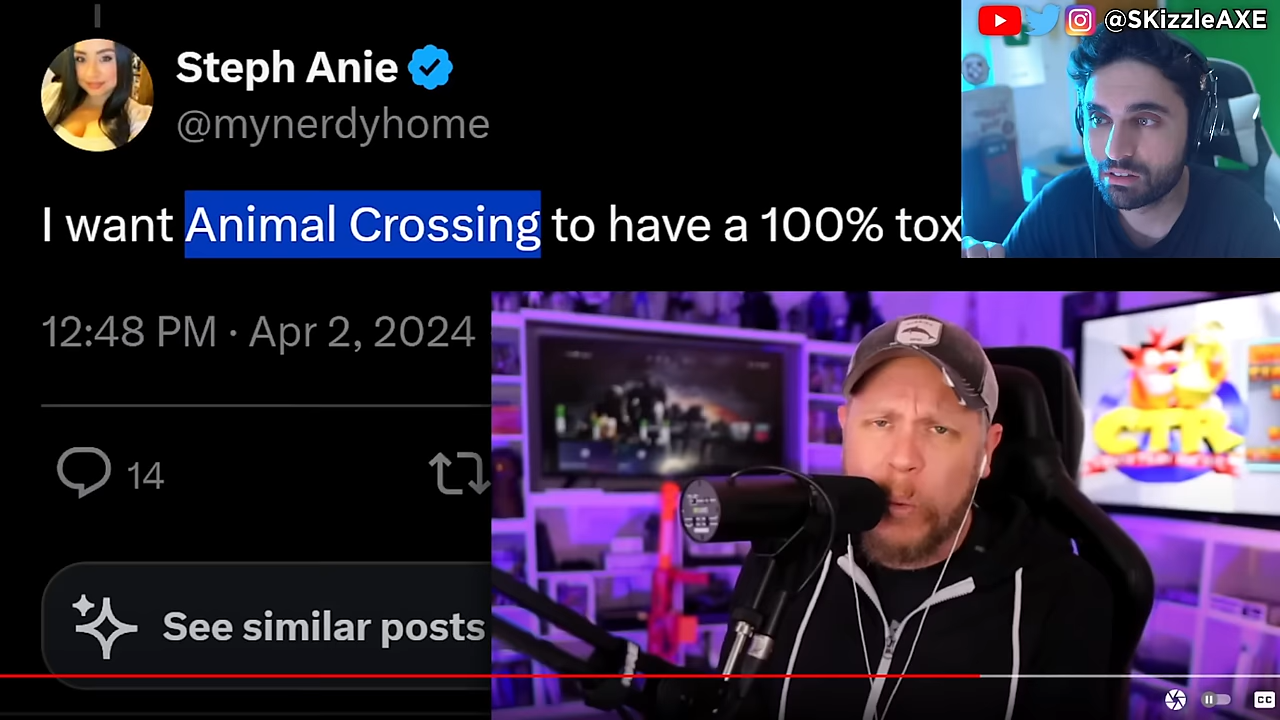 @SKizzleAXE
Steph Anie
@mynerdyhome
I want Animal Crossing to have a 100% tox
12:48 PM · Apr 2, 2024
14
See similar posts
CTR
CC